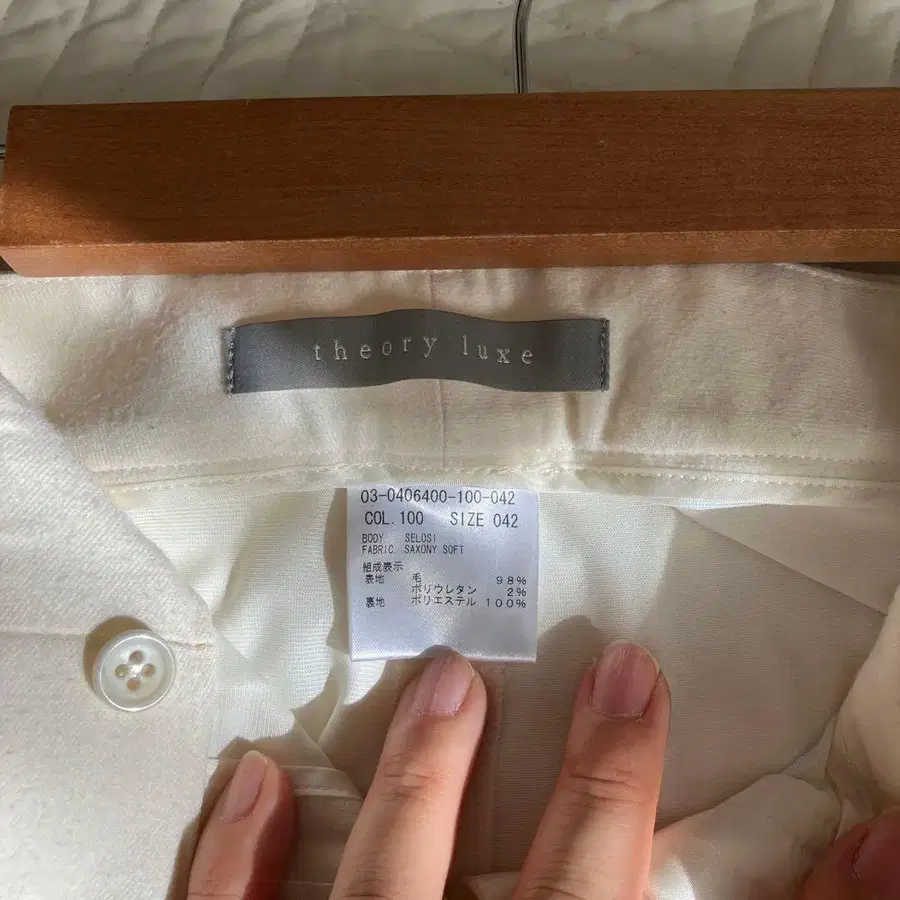 theory luxe
03-0406400-100-042
COL. 100 SIZE 042
BODY SELOSI
FABRIC SAXONY SOFT
組成表示
表地 毛 98%
ポリウレタン 2%
裏地 ポリエステル 100%